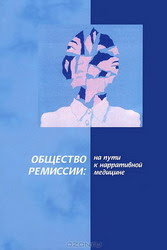 ОБЩЕСТВО
РЕМИССИИ:
на пути
к нарративной
медицине